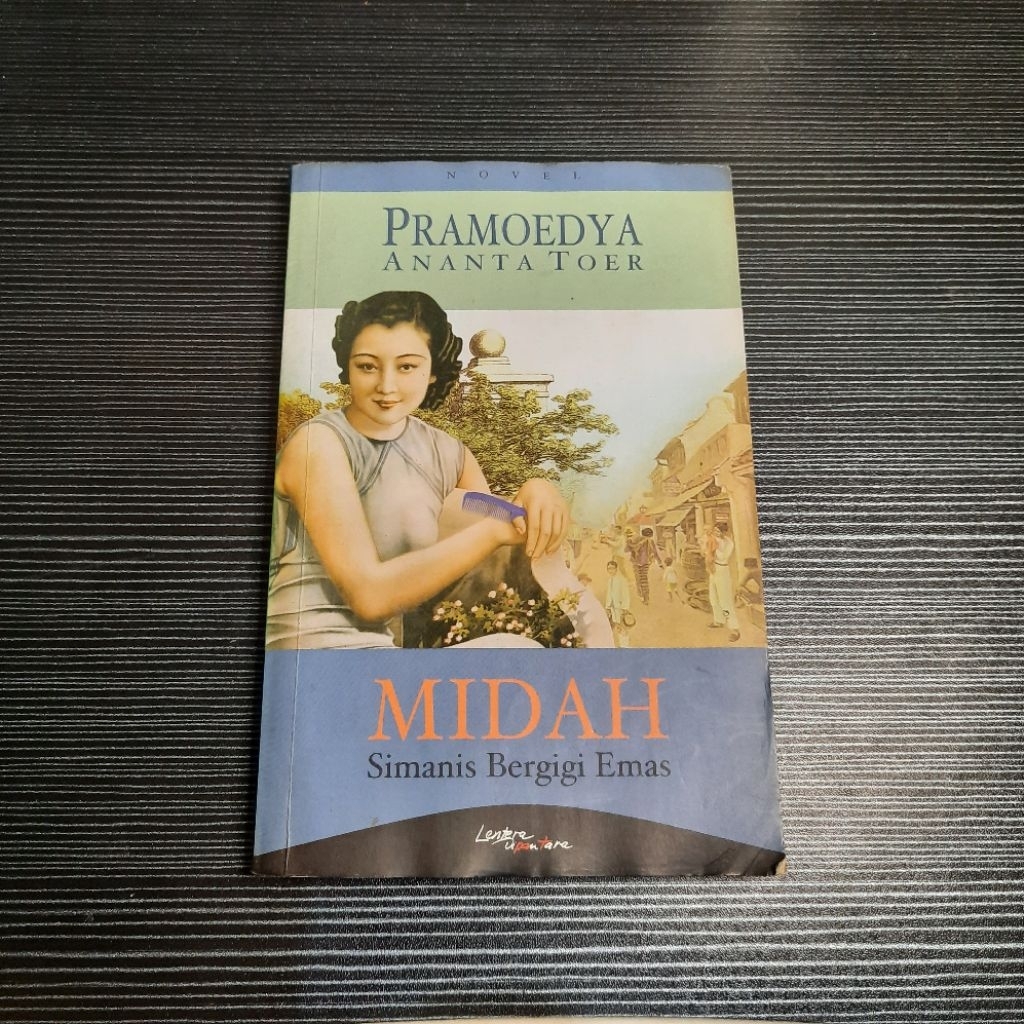 NOVEL
PRAMOEDYA
ANANTA TOER
MIDAH
Simanis Bergigi Emas
Lentera
dipantara